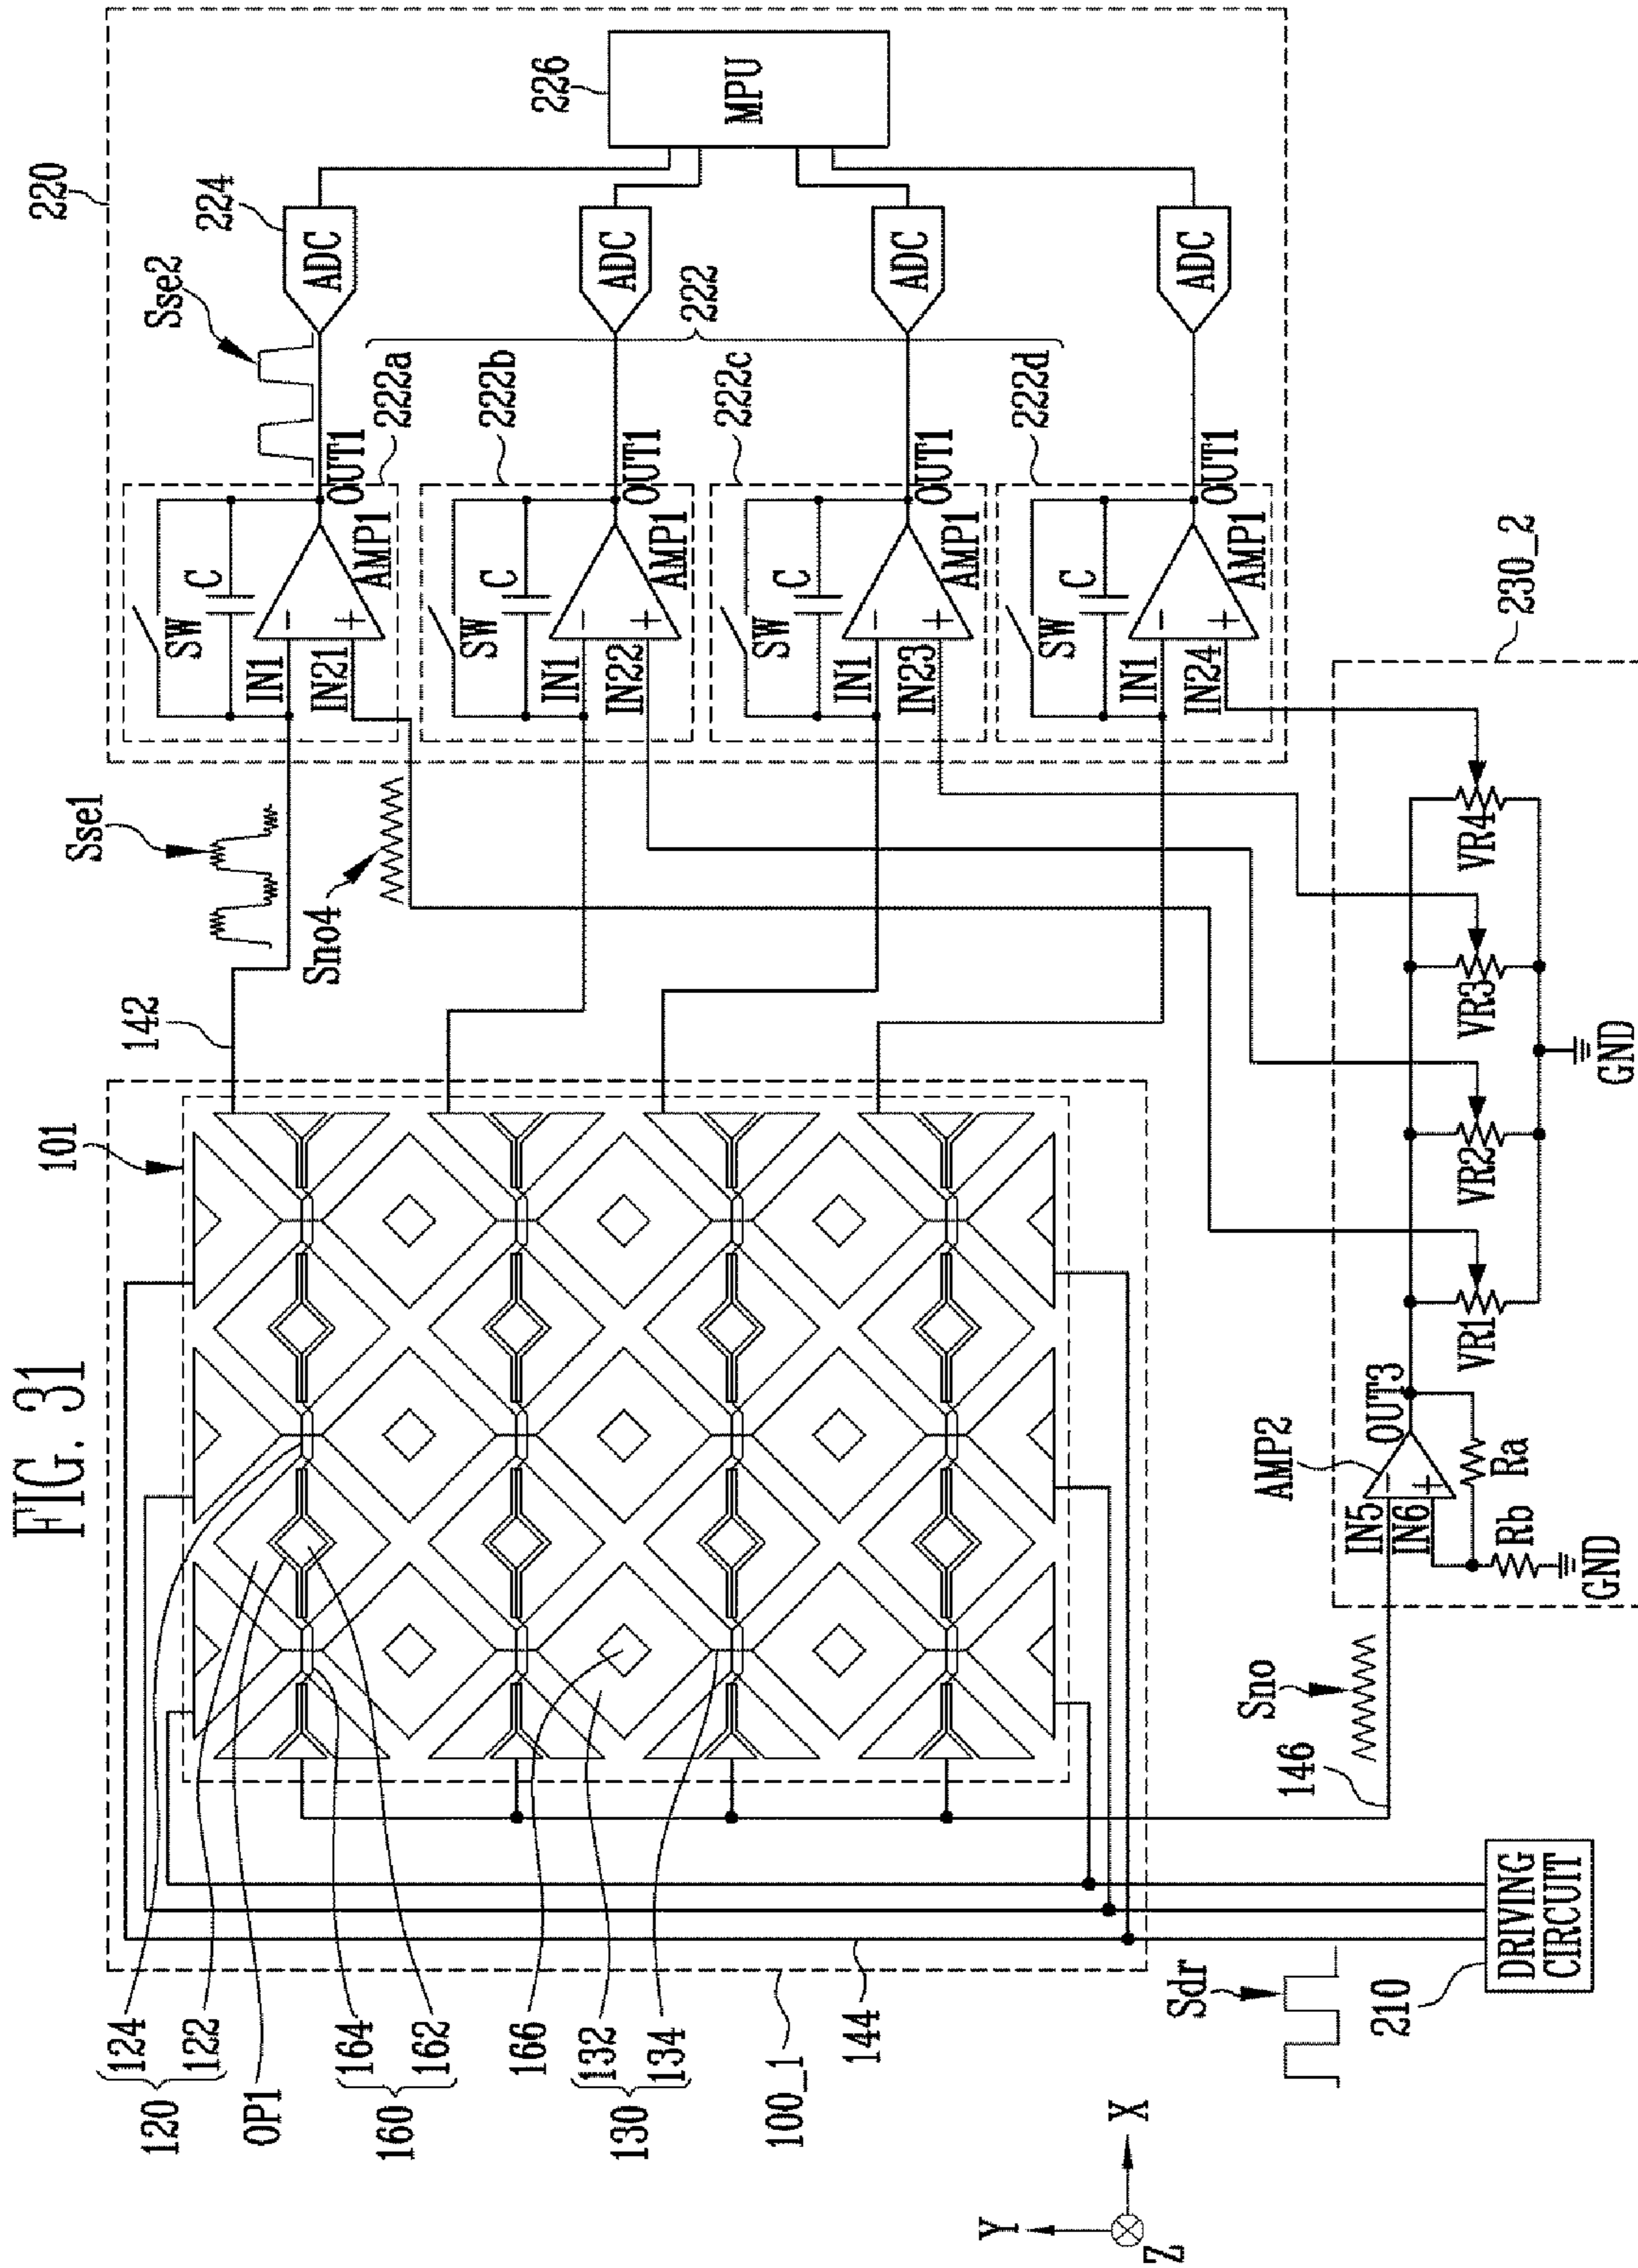 FIG. 31
220
Sse2
224
226
ADC
MPU
ADC
ADC
ADC
222
Sse1
142
101
SW
C
IN1
IN21
AMP1
OUT1
222a
Sno4
SW
C
IN1
IN22
AMP1
OUT1
222b
SW
C
IN1
IN23
AMP1
OUT1
222c
SW
C
IN1
IN24
AMP1
OUT1
222d
124
122
120
OP1
164
162
160
166
132
134
130
100_1
144
146
Sno
Sdr
210
DRIVING
CIRCUIT
AMP2
IN5
IN6
OUT3
Ra
Rb
GND
VR1
VR2
VR3
VR4
GND
230_2
Y
X
Z